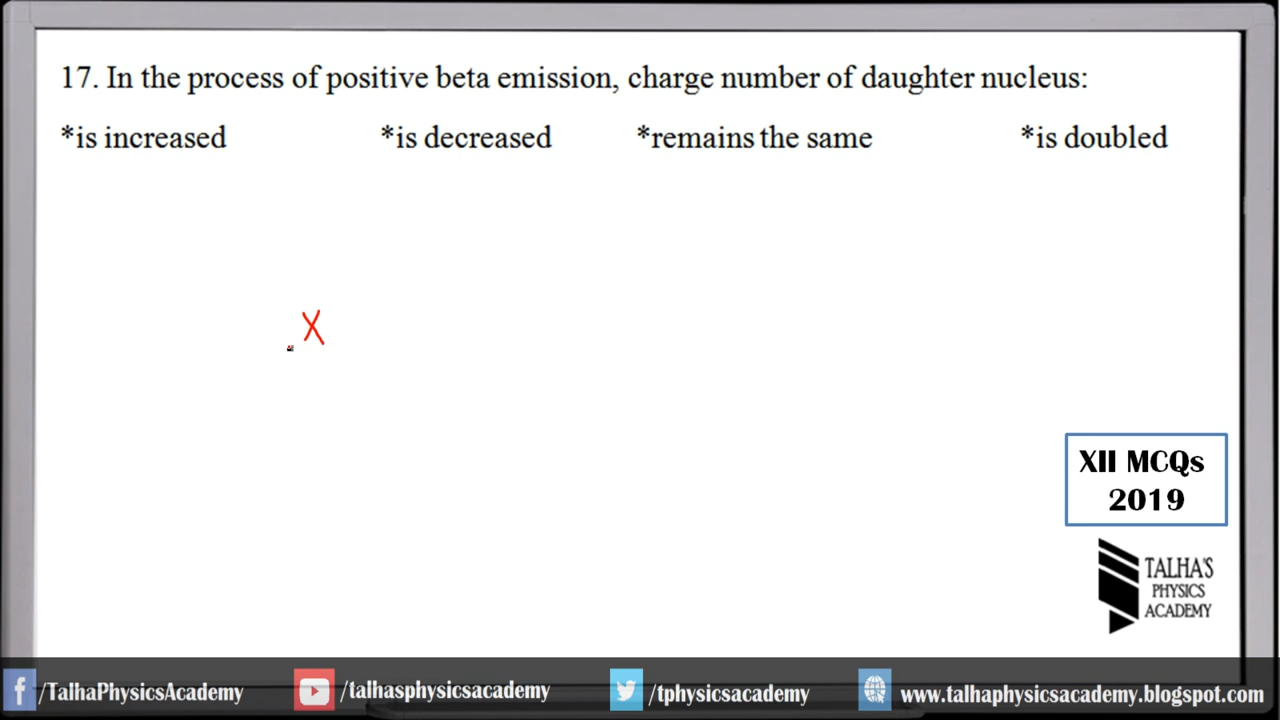 17. In the process of positive beta emission, charge number of daughter nucleus:
*is increased *is decreased *remains the same *is doubled
X
XII MCQs
2019
TALHA'S
PHYSICS
ACADEMY
/TalhaPhysicsAcademy /talhasphysicsacademy /tphysicsacademy www.talhaphysicsacademy.blogspot.com